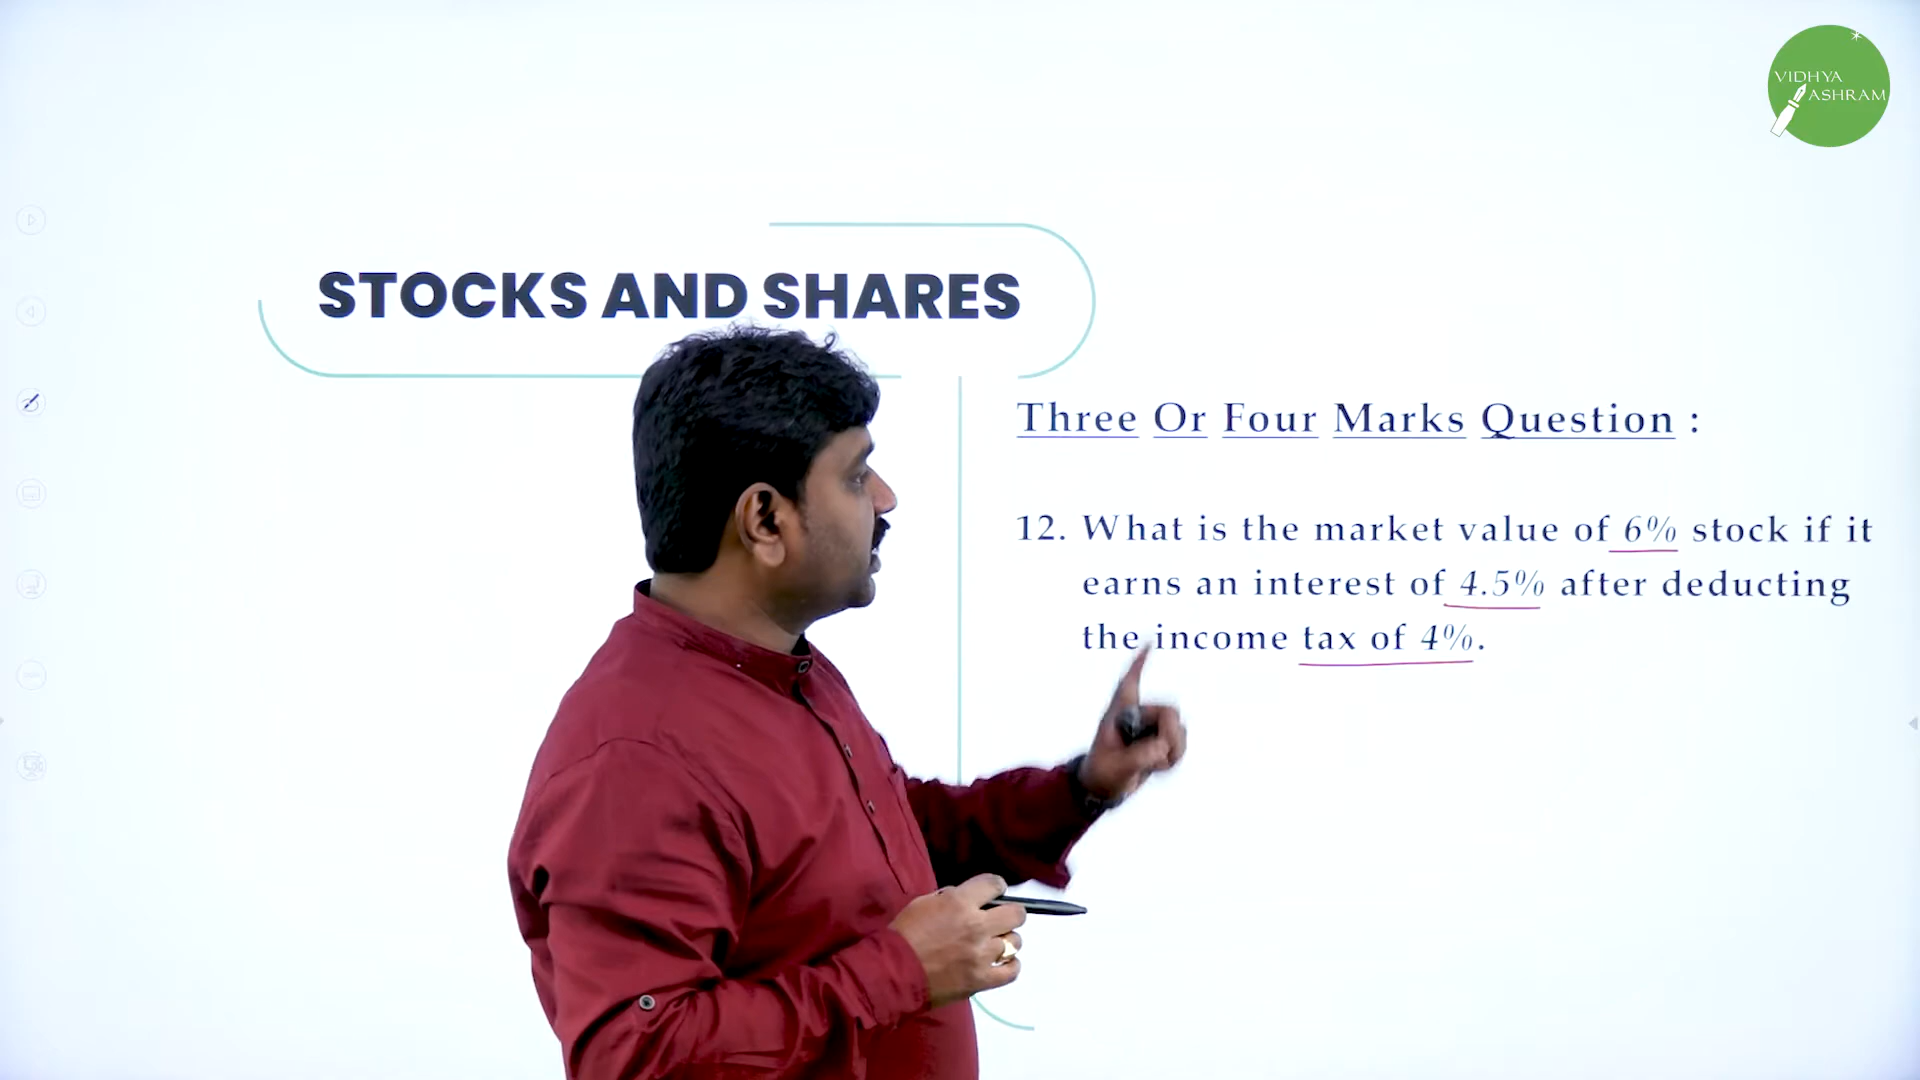 VIDHYA
ASHRAM
STOCKS AND SHARES
Three Or Four Marks Question :
12. What is the market value of 6% stock if it
earns an interest of 4.5% after deducting
the income tax of 4%.